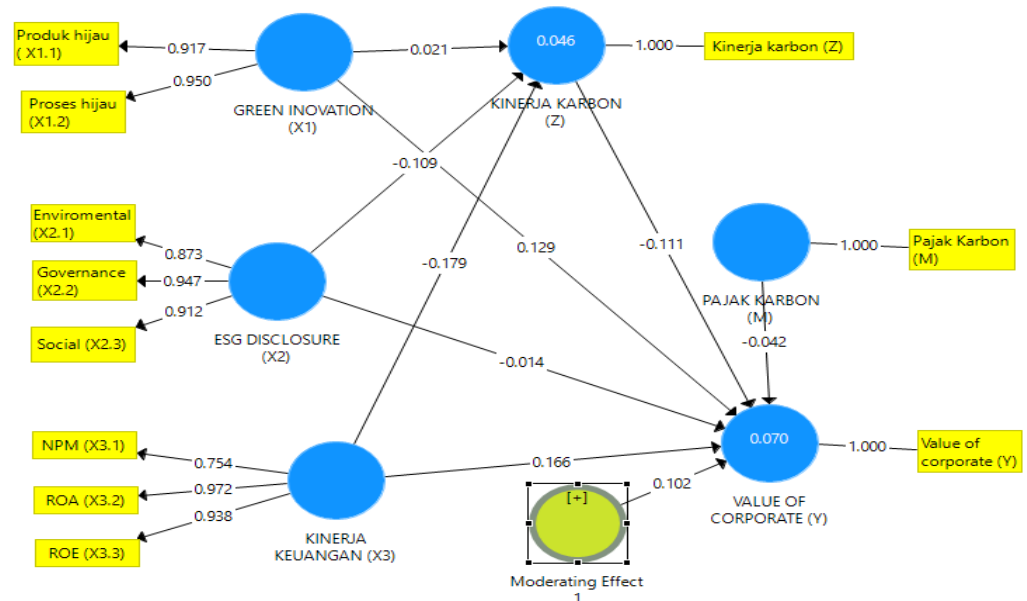 Produk hijau
( X1.1)
0.917
0.950
Proses hijau
(X1.2)
GREEN INOVATION
(X1)
0.021
0.046
1.000
Kinerja karbon (Z)
KINERJA KARBON
(Z)
-0.109
Enviromental
(X2.1)
0.873
Governance
(X2.2)
0.947
0.912
Social (X2.3)
ESG DISCLOSURE
(X2)
-0.179
0.129
-0.111
1.000
Pajak Karbon
(M)
PAJAK KARBON
(M)
-0.042
-0.014
NPM (X3.1)
0.754
ROA (X3.2)
0.972
0.938
ROE (X3.3)
KINERJA
KEUANGAN (X3)
0.166
0.070
1.000
Value of
corporate (Y)
VALUE OF
CORPORATE (Y)
0.102
[+]
Moderating Effect
1